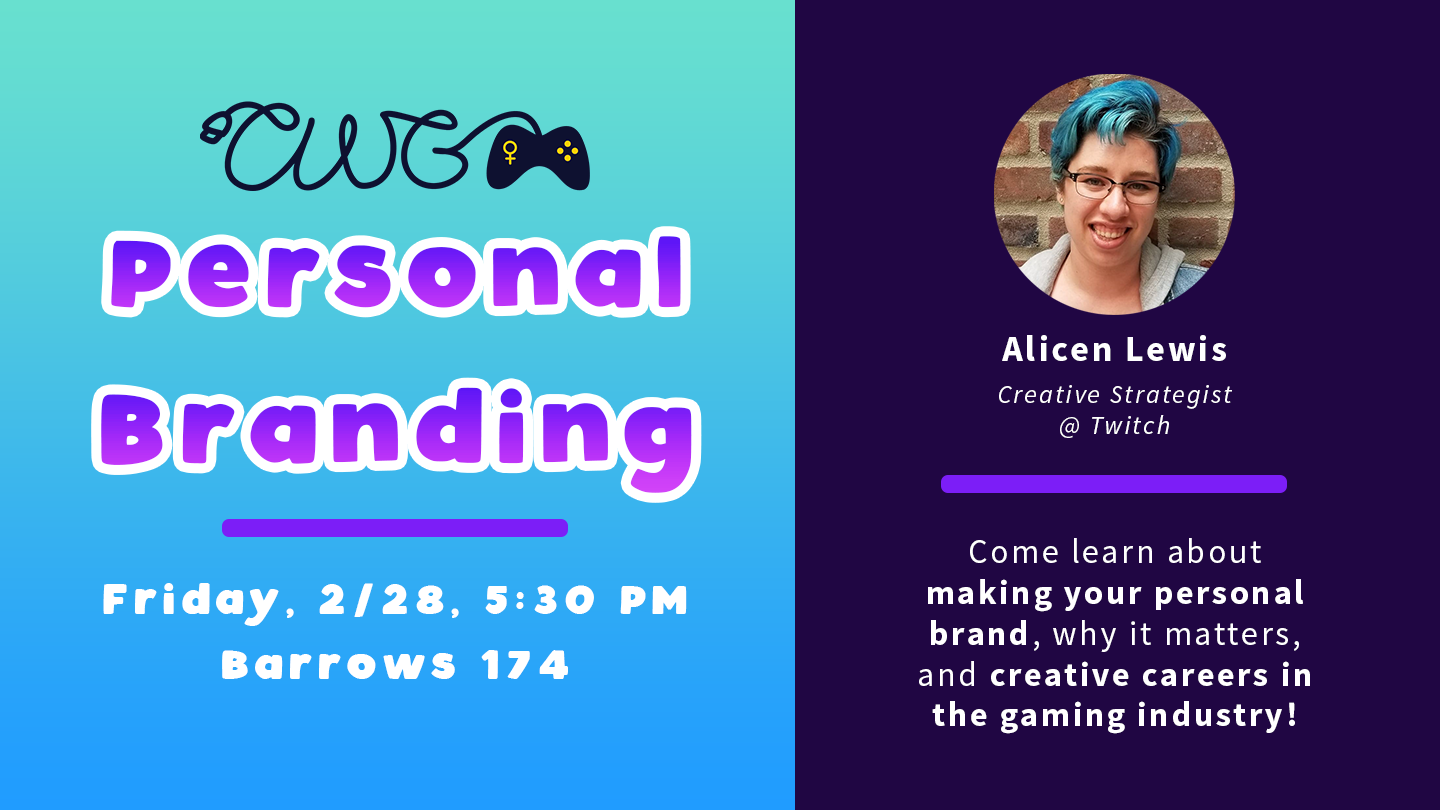 CWG
Personal
Branding
Friday, 2/28, 5:30 PM
Barrows 174
Alicen Lewis
Creative Strategist
@ Twitch
Come learn about
making your personal
brand, why it matters,
and creative careers in
the gaming industry!